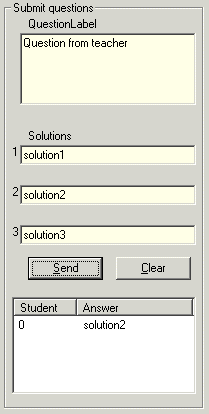 Submit questions
QuestionLabel
Question from teacher
Solutions
1 solution1
2 solution2
3 solution3
Send Clear
Student Answer
0 solution2